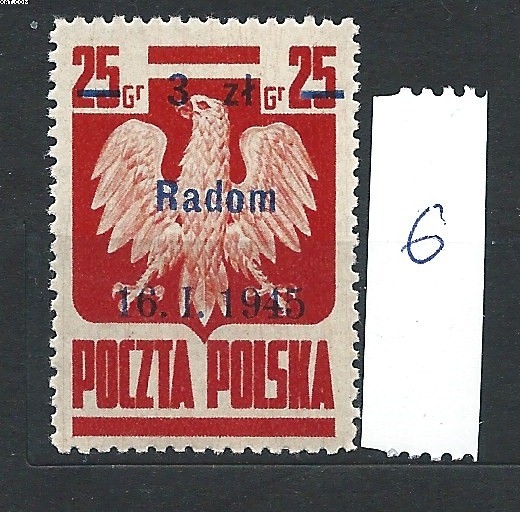 25 Gr 3 zł Gr 25
Radom
16. I. 1945
POCZTA POLSKA
6